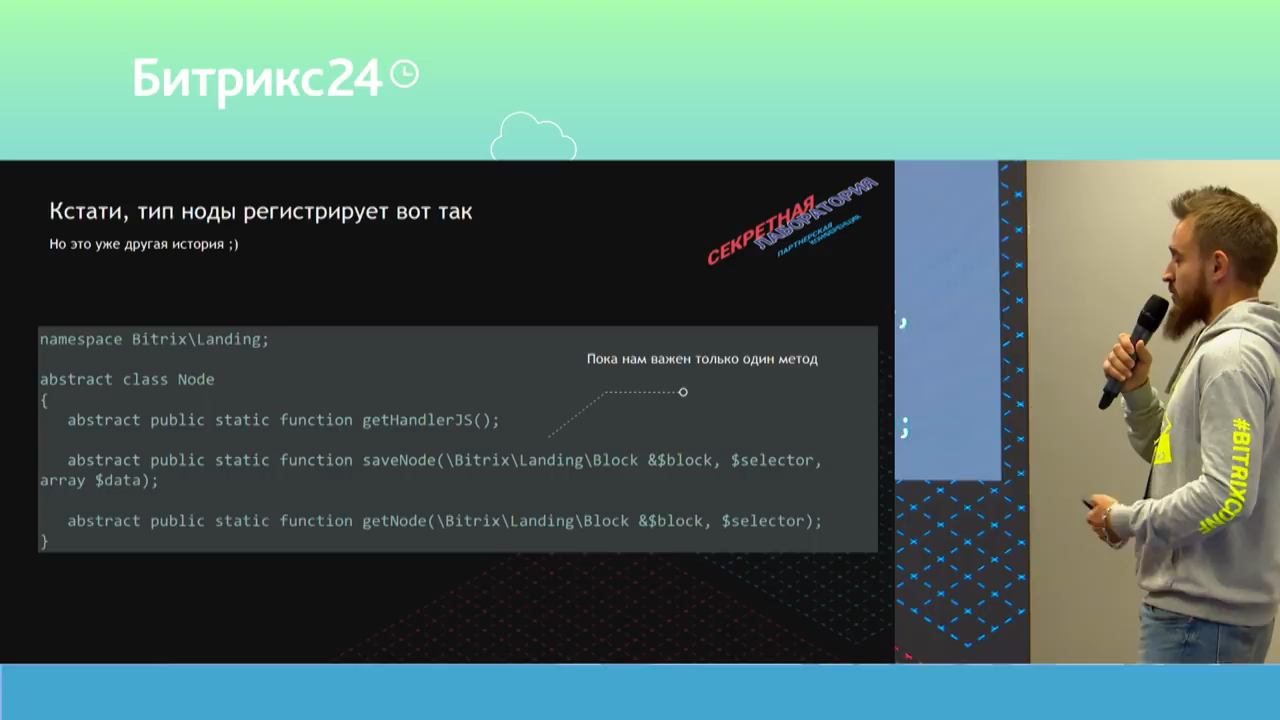 Битрикс24
Кстати, тип ноды регистрирует вот так
Но это уже другая история ;)
СЕКРЕТНАЯ
ЛАБОРАТОРИЯ
ПАРТНЕРСКАЯ
namespace Bitrix\Landing;
Пока нам важен только один метод
abstract class Node
{
abstract public static function getHandlerJS();
abstract public static function saveNode(\Bitrix\Landing\Block &$block, $selector,
array $data);
abstract public static function getNode(\Bitrix\Landing\Block &$block, $selector);
}
,
;
#BITRIXCONF